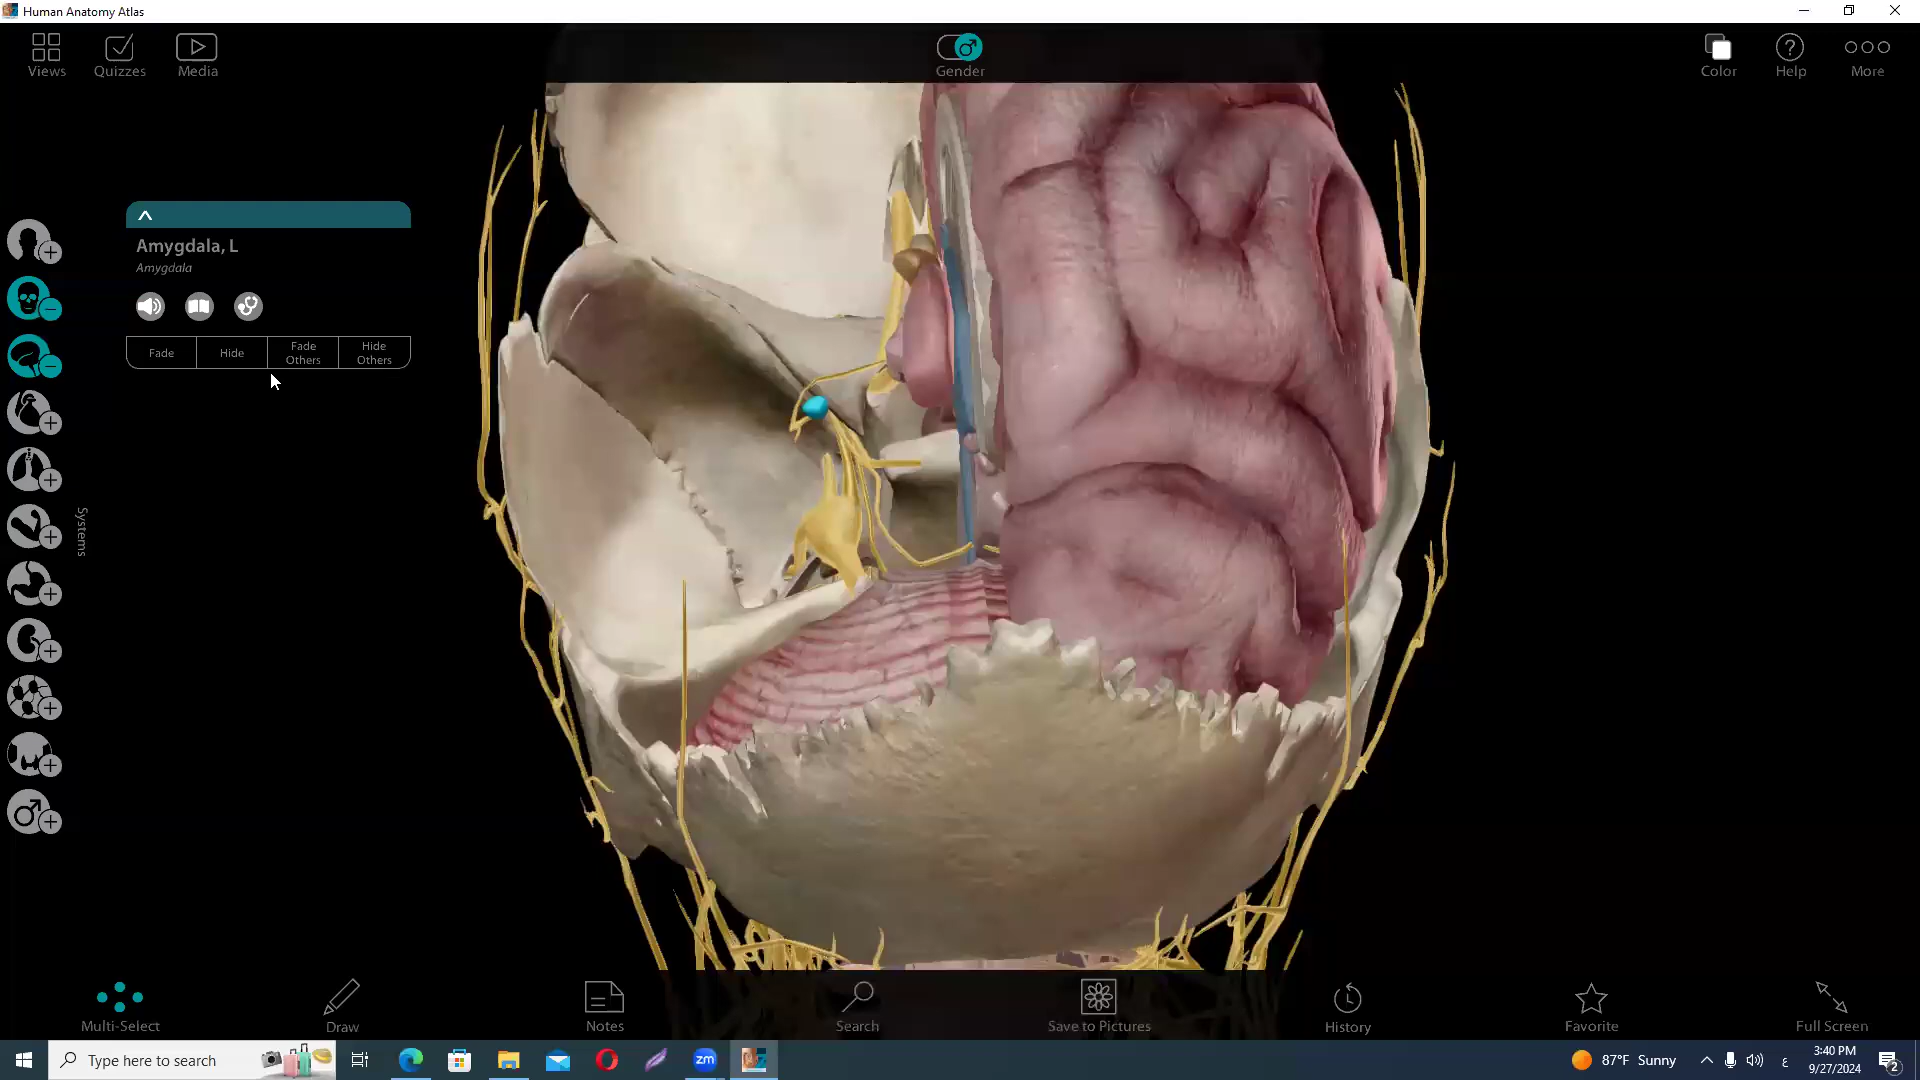 Human Anatomy Atlas
Views
Quizzes
Media
Gender
Color
Help
More
Amygdala, L
Amygdala
Fade
Hide
Fade
Others
Hide
Others
Systems
Multi-Select
Draw
Notes
Search
Save to Pictures
History
Favorite
Full Screen
Type here to search
zm
87°F Sunny
ع
3:40 PM
9/27/2024
2